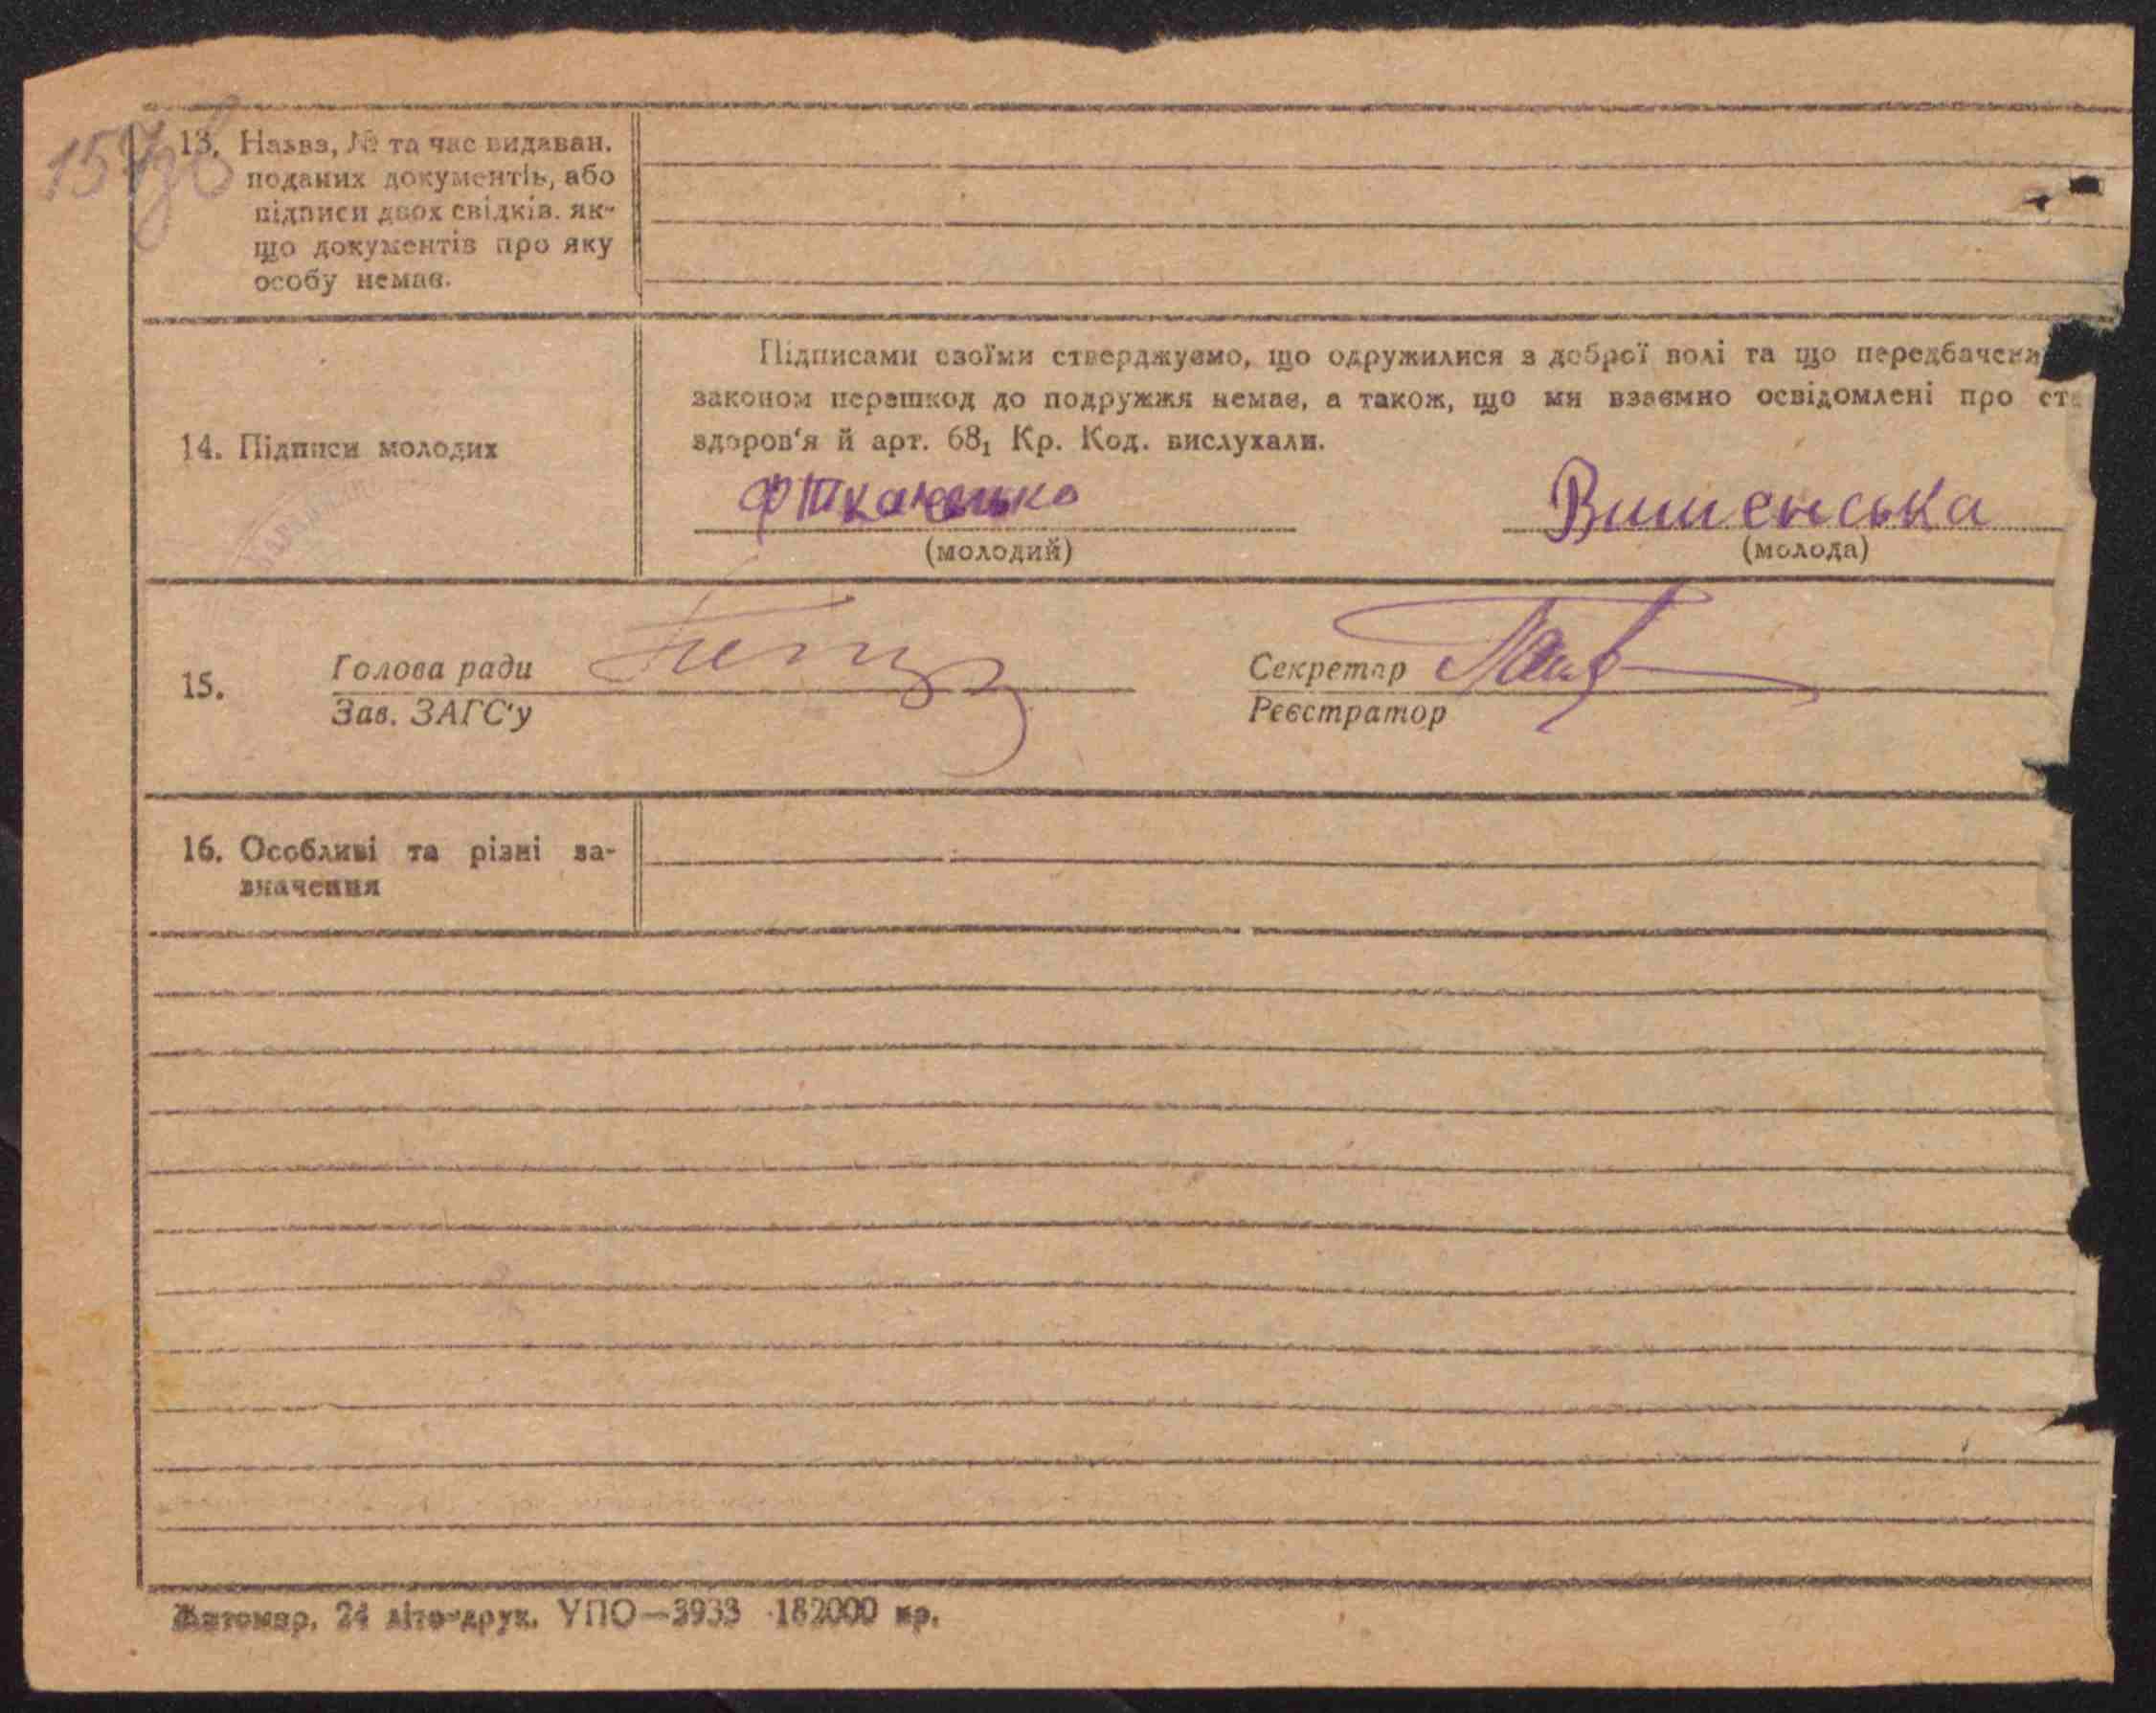 13. Назва, № та час видаван.
поданих документів, або
підписи двох свідків. як-
що документів про яку
особу немає.
14. Підписи молодих
Підписами своїми стверджуємо, що одружилися з доброї волі та що передбачени
законом перешкод до подружжя немає, а також, що ми взаємно освідомлені про ст
здоров'я й арт. 68₁ Кр. Код. вислухали.
Вишенська
(молодий) (молода)
15. Голова ради Секретар
Зав. ЗАГС'у Реєстратор
16. Особливі та різні за-
значення
Житомир, 24 літо-друк. УПО—3933 182000 пр.